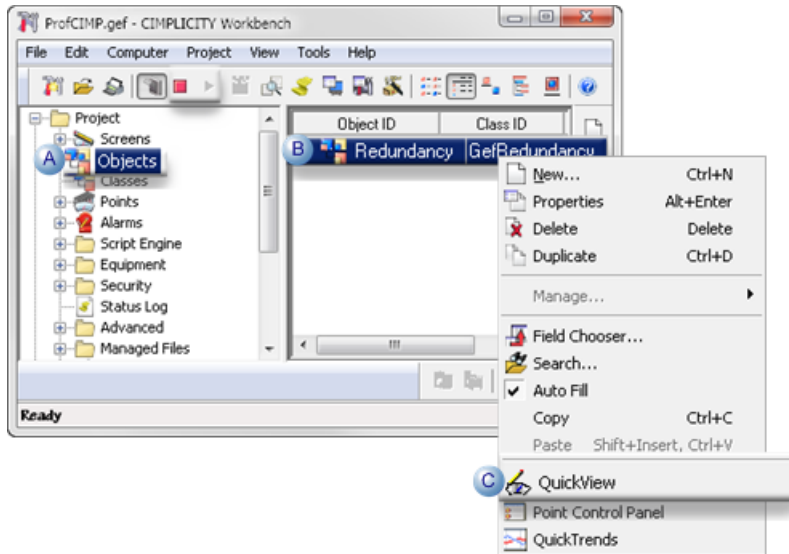 ProfCIMP.gef - CIMPLICITY Workbench
File Edit Computer Project View Tools Help
Project
Screens
A Objects
Classes
Points
Alarms
Script Engine
Equipment
Security
Status Log
Advanced
Managed Files
Object ID Class ID
B Redundancy GefRedundancy
New... Ctrl+N
Properties Alt+Enter
Delete Delete
Duplicate Ctrl+D
Manage...
Field Chooser...
Search...
Auto Fill
Copy Ctrl+C
Paste Shift+Insert, Ctrl+V
C QuickView
Point Control Panel
QuickTrends
Ready